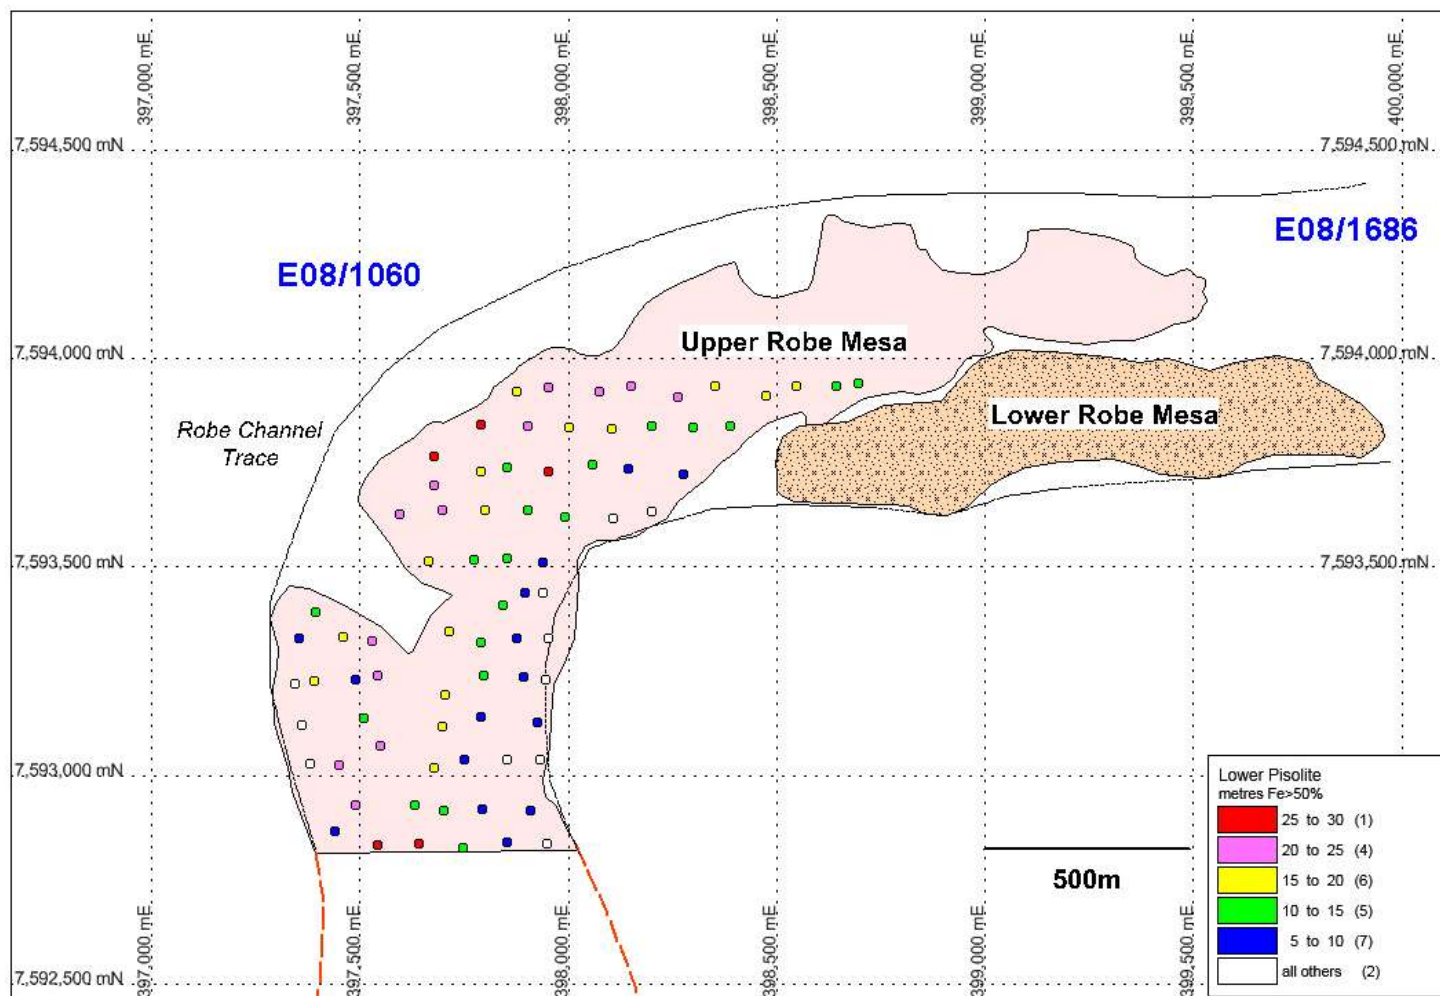 397,000 mE
397,500 mE
398,000 mE
398,500 mE
399,000 mE
399,500 mE
400,000 mE
7,594,500 mN
7,594,500 mN
E08/1686
E08/1060
Upper Robe Mesa
7,594,000 mN
7,594,000 mN
Lower Robe Mesa
Robe Channel
Trace
7,593,500 mN
7,593,500 mN
7,593,000 mN
Lower Pisolite
metres Fe>50%
25 to 30 (1)
20 to 25 (4)
15 to 20 (6)
10 to 15 (5)
5 to 10 (7)
all others (2)
500m
7,592,500 mN
397,000 mE
397,500 mE
398,000 mE
398,500 mE
399,000 mE
399,500